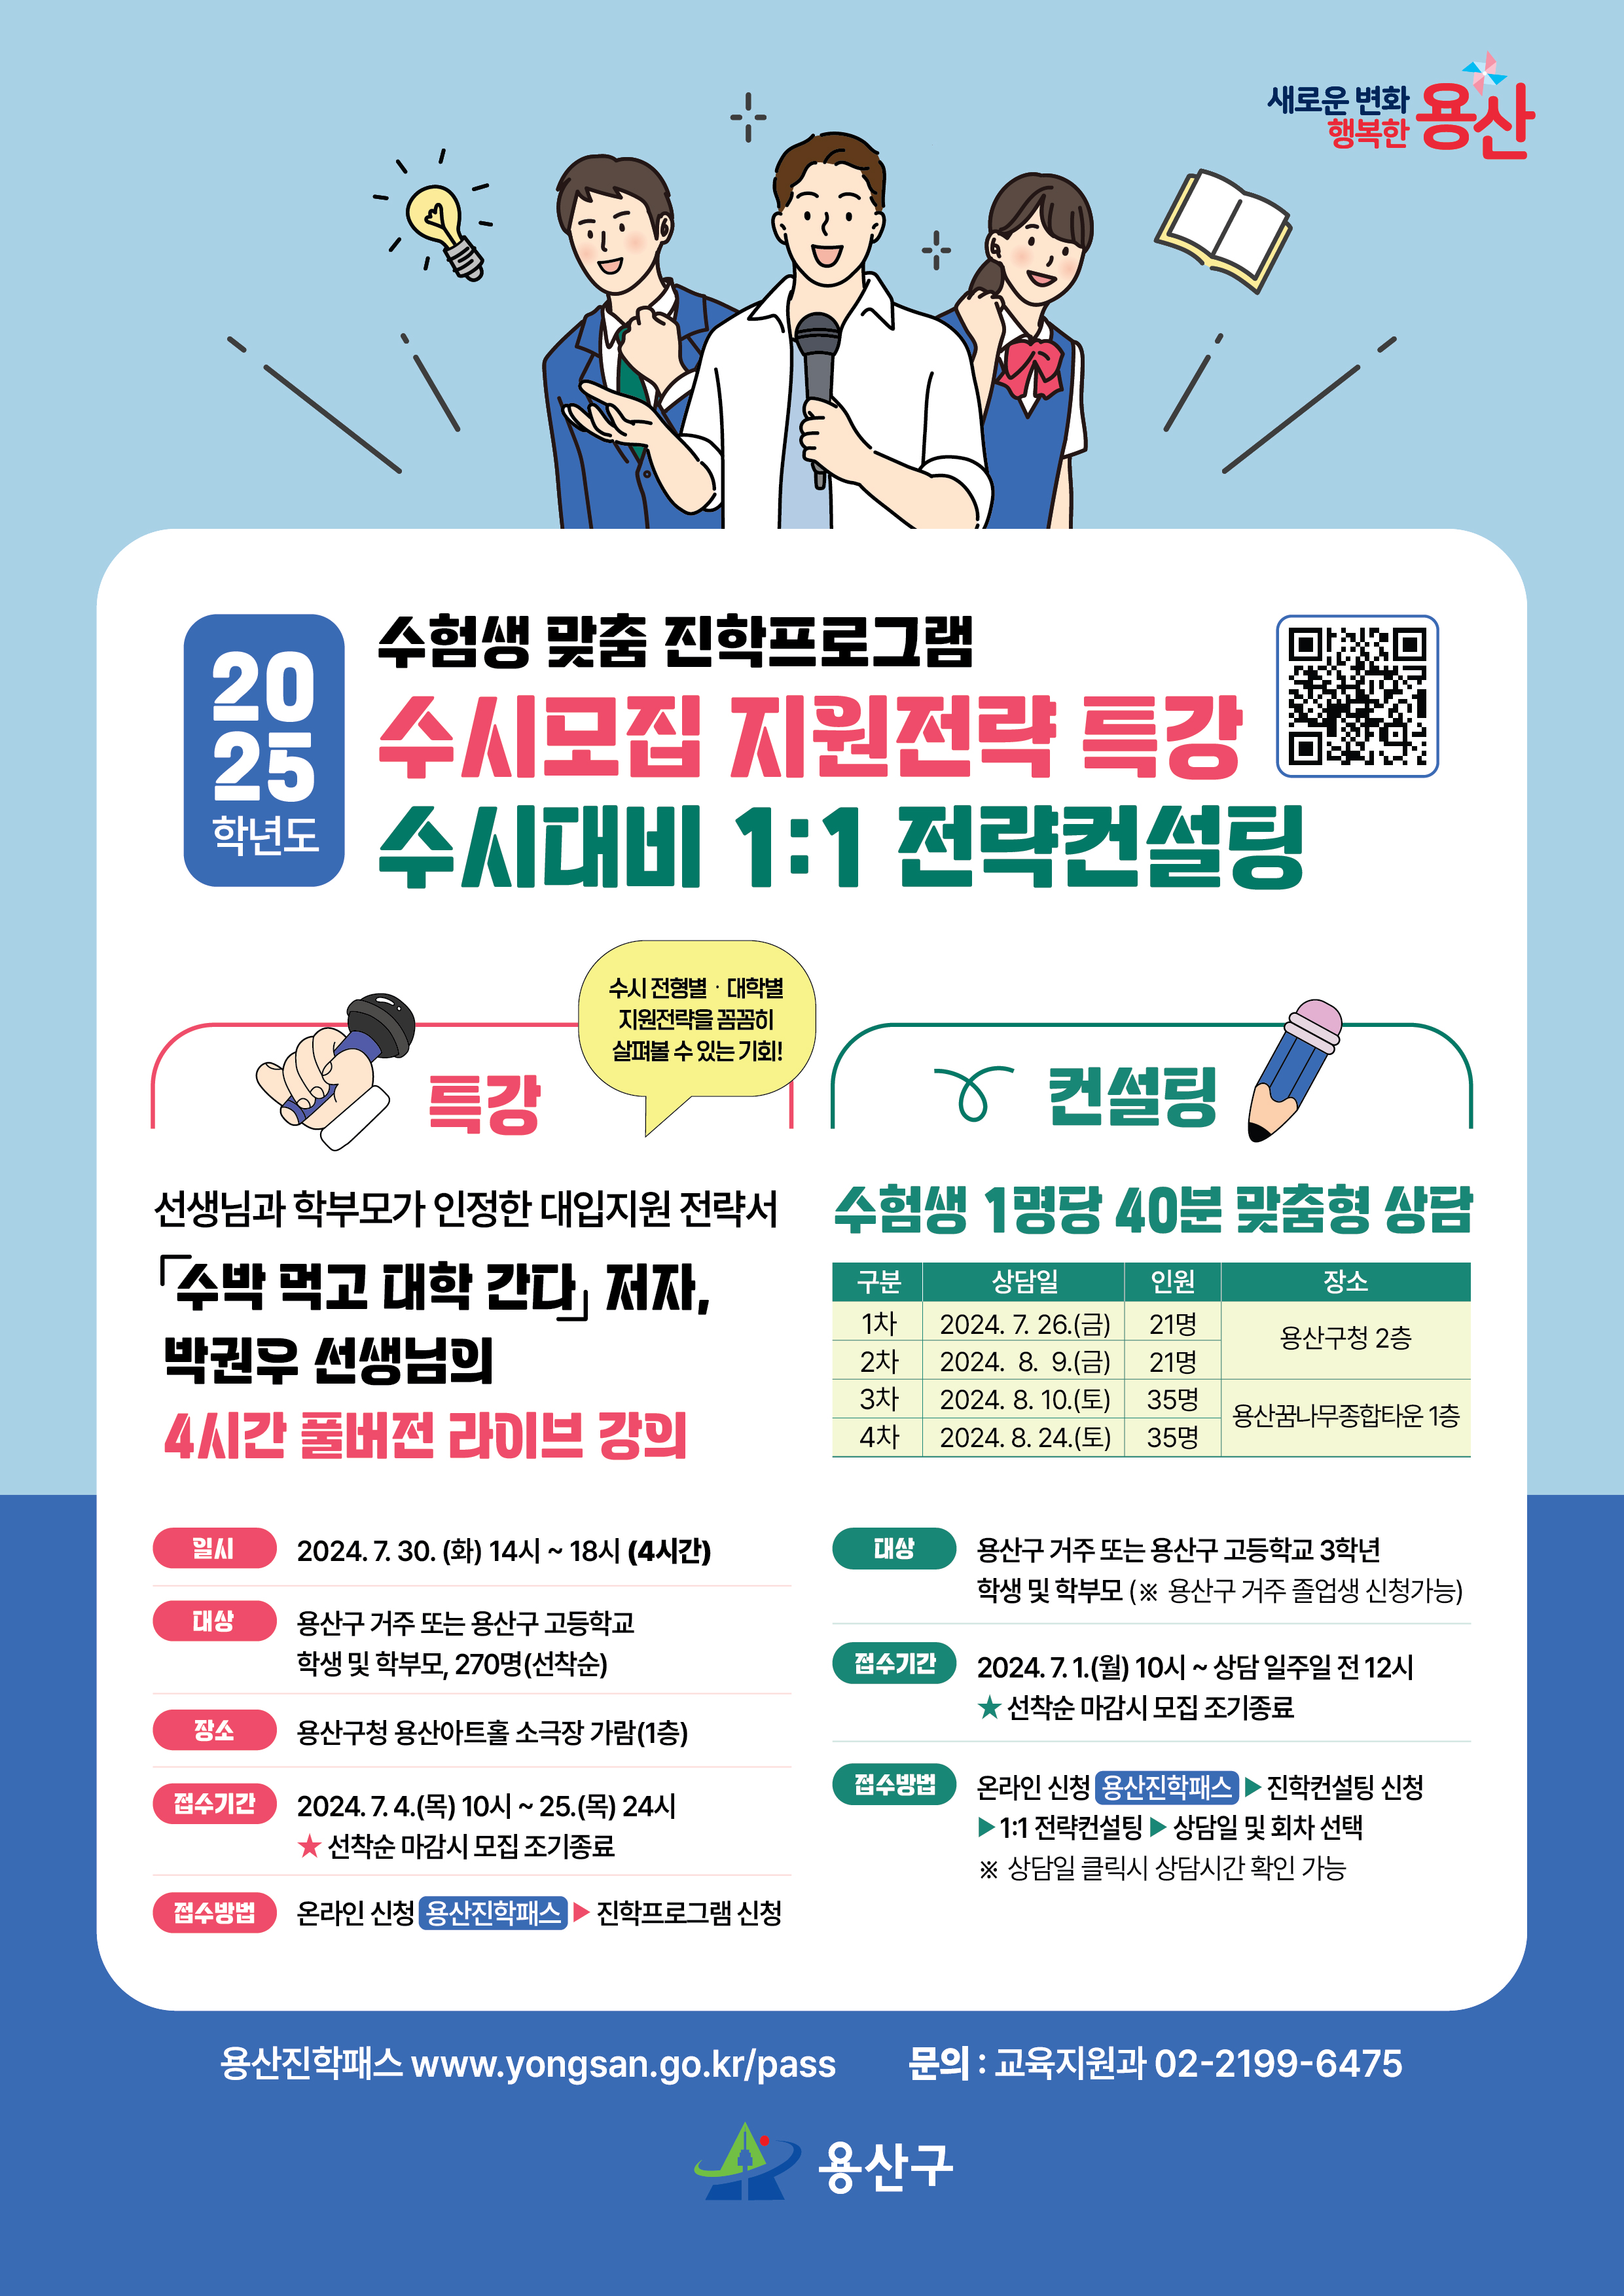 새로운 변화
행복한 용산
2025
학년도
수험생 맞춤 진학프로그램
수시모집 지원전략 특강
수시대비 1:1 전략컨설팅
특강
수시 전형별 · 대학별
지원전략을 꼼꼼히
살펴볼 수 있는 기회!
선생님과 학부모가 인정한 대입지원 전략서
「수박 먹고 대학 간다」 저자,
박권우 선생님의
4시간 풀버전 라이브 강의
일시 2024. 7. 30. (화) 14시 ~ 18시 (4시간)
대상 용산구 거주 또는 용산구 고등학교
학생 및 학부모, 270명(선착순)
장소 용산구청 용산아트홀 소극장 가람(1층)
접수기간 2024. 7. 4.(목) 10시 ~ 25.(목) 24시
★ 선착순 마감시 모집 조기종료
접수방법 온라인 신청 용산진학패스 ▶ 진학프로그램 신청
컨설팅
수험생 1명당 40분 맞춤형 상담
구분 상담일 인원 장소
1차 2024. 7. 26.(금) 21명 용산구청 2층
2차 2024. 8. 9.(금) 21명
3차 2024. 8. 10.(토) 35명 용산꿈나무종합타운 1층
4차 2024. 8. 24.(토) 35명
대상 용산구 거주 또는 용산구 고등학교 3학년
학생 및 학부모 (※ 용산구 거주 졸업생 신청가능)
접수기간 2024. 7. 1.(월) 10시 ~ 상담 일주일 전 12시
★ 선착순 마감시 모집 조기종료
접수방법 온라인 신청 용산진학패스 ▶ 진학컨설팅 신청
▶ 1:1 전략컨설팅 ▶ 상담일 및 회차 선택
※ 상담일 클릭시 상담시간 확인 가능
용산진학패스 www.yongsan.go.kr/pass 문의 : 교육지원과 02-2199-6475
용산구